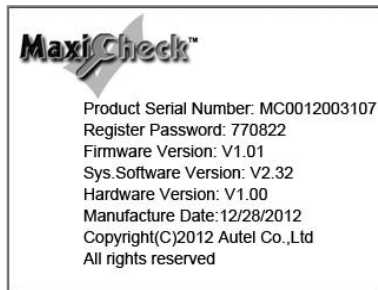 MaxiCheck™
Product Serial Number: MC0012003107
Register Password: 770822
Firmware Version: V1.01
Sys.Software Version: V2.32
Hardware Version: V1.00
Manufacture Date:12/28/2012
Copyright(C)2012 Autel Co.,Ltd
All rights reserved